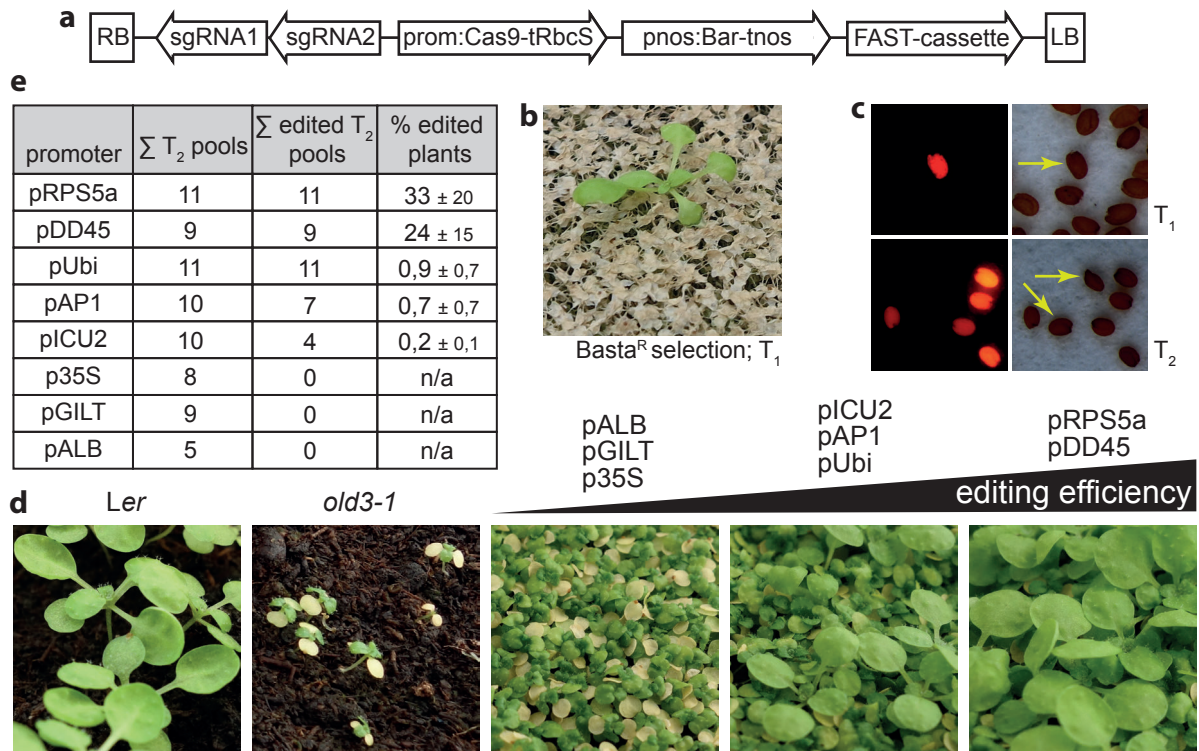 a
RB sgRNA1 sgRNA2 prom:Cas9-tRbcS pnos:Bar-tnos FAST-cassette LB
e
promoter ∑ T2 pools ∑ edited T2 pools % edited plants
pRPS5a 11 11 33 ± 20
pDD45 9 9 24 ± 15
pUbi 11 11 0,9 ± 0,7
pAP1 10 7 0,7 ± 0,7
pICU2 10 4 0,2 ± 0,1
p35S 8 0 n/a
pGILT 9 0 n/a
pALB 5 0 n/a
b
BastaR selection; T1
c
T1
T2
pALB
pGILT
p35S
pICU2
pAP1
pUbi
pRPS5a
pDD45
editing efficiency
d
Ler
old3-1